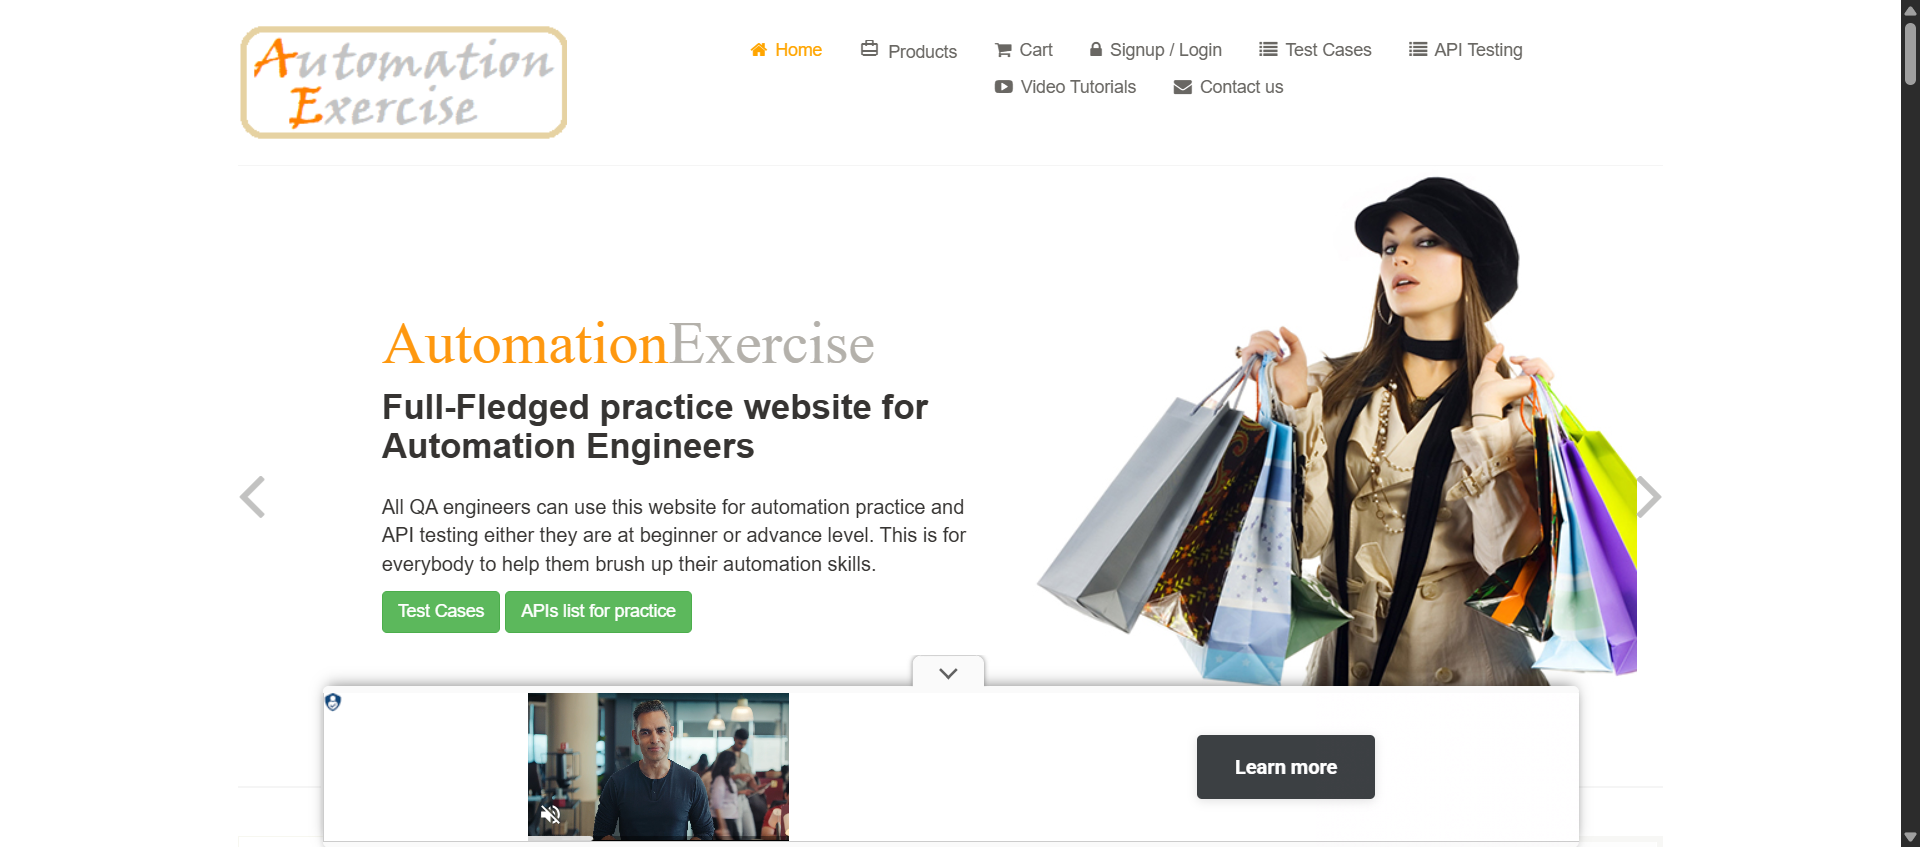 Automation
Exercise
Home
Products
Cart
Signup / Login
Test Cases
API Testing
Video Tutorials
Contact us
AutomationExercise
Full-Fledged practice website for
Automation Engineers
All QA engineers can use this website for automation practice and
API testing either they are at beginner or advance level. This is for
everybody to help them brush up their automation skills.
Test Cases
APIs list for practice
Learn more